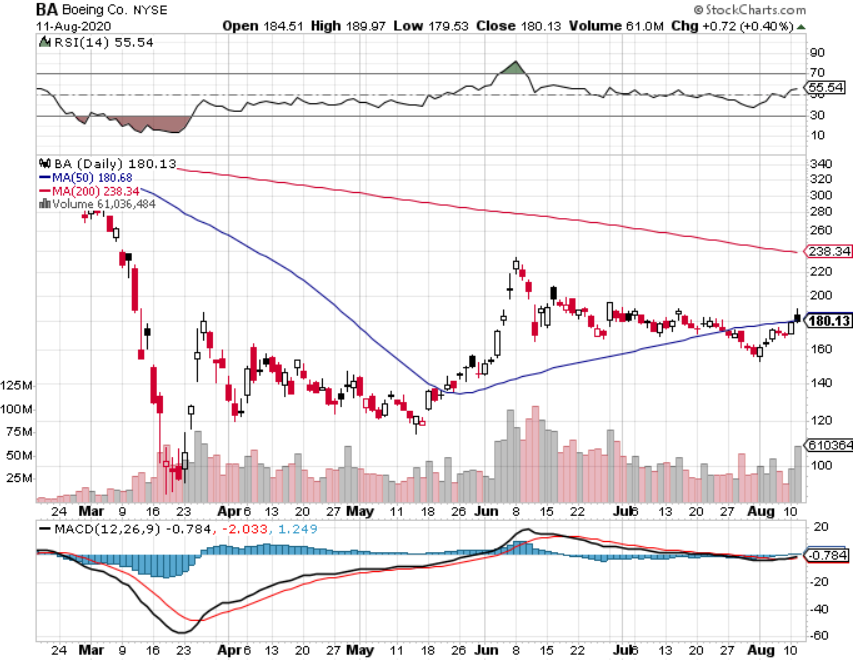 BA Boeing Co. NYSE
© StockCharts.com
11-Aug-2020
Open 184.51 High 189.97 Low 179.53 Close 180.13 Volume 61.0M Chg +0.72 (+0.40%)
RSI(14) 55.54
90
70
55.54
50
30
10
BA (Daily) 180.13
MA(50) 180.68
MA(200) 238.34
Volume 61,036,484
340
320
300
280
260
238.34
220
200
180.13
160
140
120
100
125M
100M
75M
50M
25M
610364
24 Mar 9 16 23 Apr 6 13 20 27 May 11 18 26 Jun 8 15 22 Jul 6 13 20 27 Aug 10
MACD(12,26,9) -0.784, -2.033, 1.249
20
-0.784
-20
-40
-60
24 Mar 9 16 23 Apr 6 13 20 27 May 11 18 26 Jun 8 15 22 Jul 6 13 20 27 Aug 10